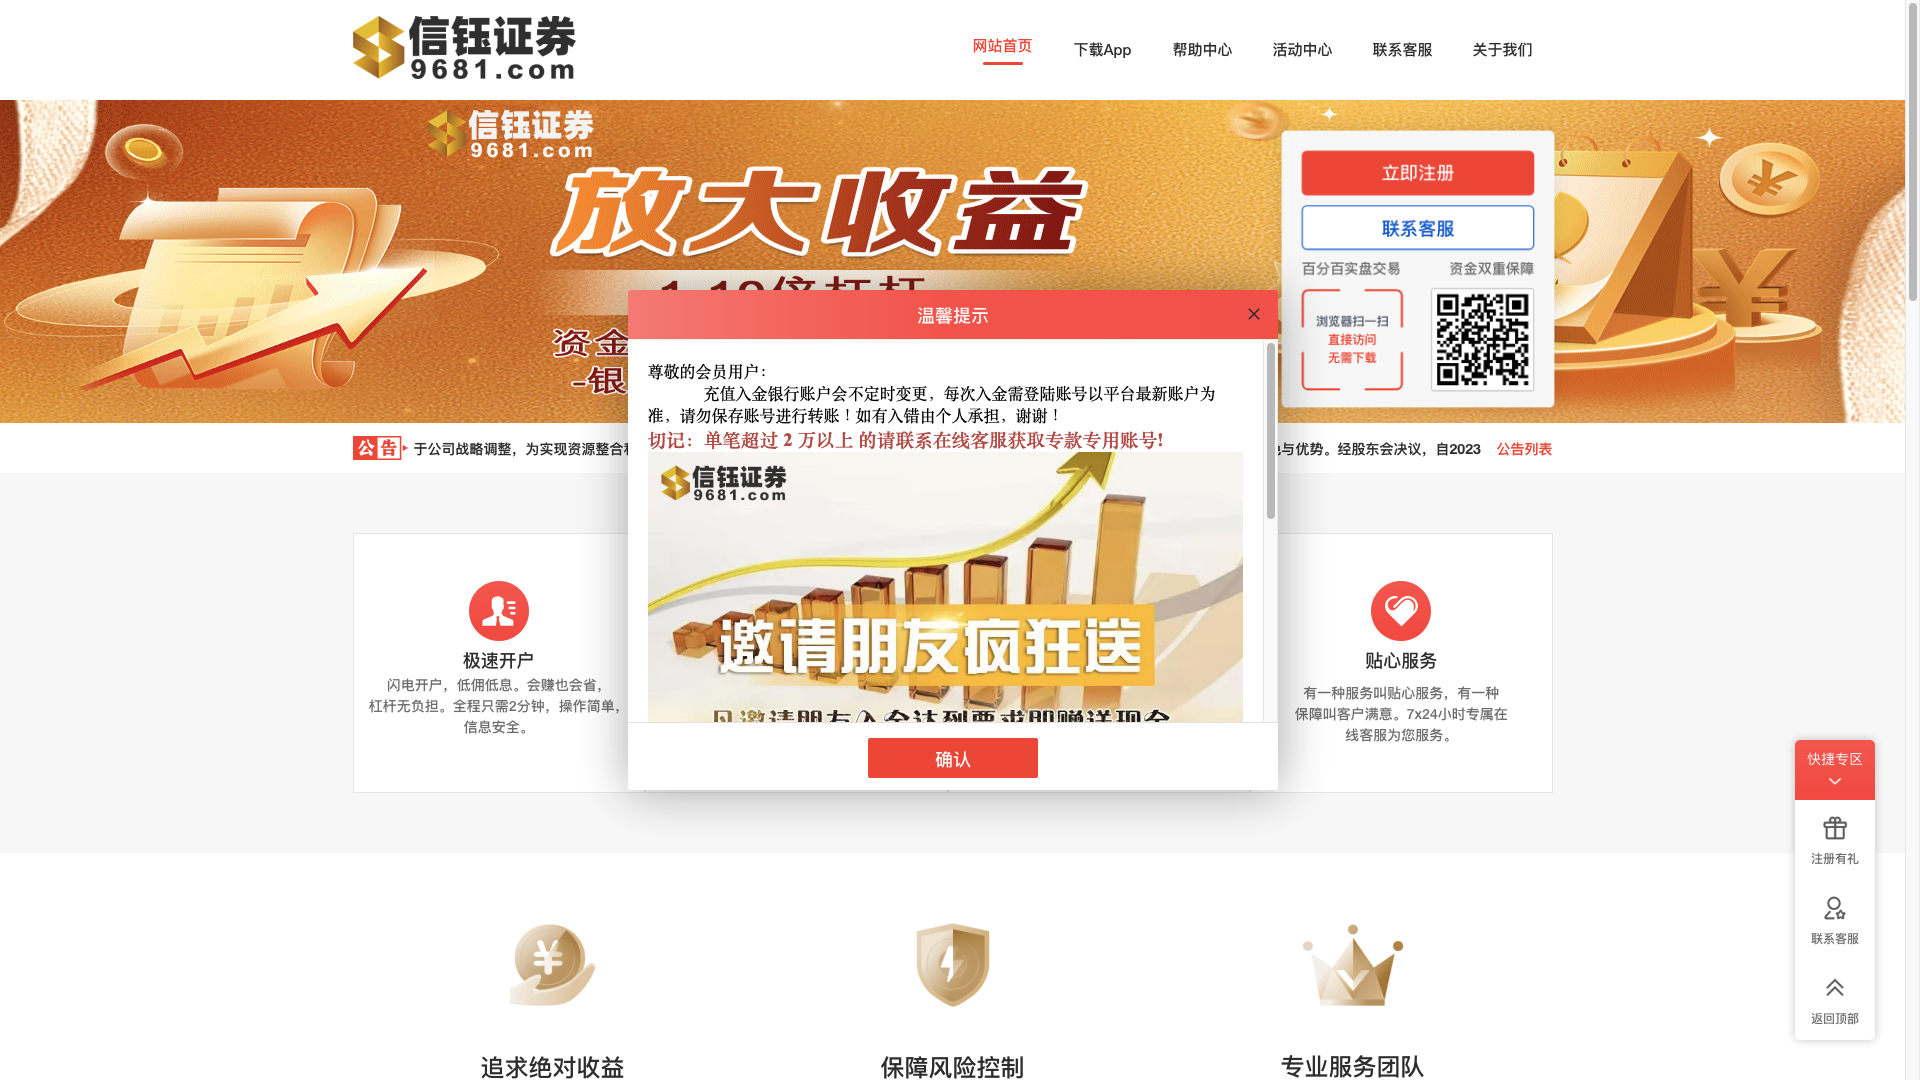 信钰证券
9681.com
网站首页
下载App
帮助中心
活动中心
联系客服
关于我们
信钰证券
9681.com
放大收益
资金
-银
立即注册
联系客服
百分百实盘交易
资金双重保障
浏览器扫一扫
直接访问
无需下载
温馨提示
尊敬的会员用户：
充值入金银行账户会不定时变更，每次入金需登陆账号以平台最新账户为
准，请勿保存账号进行转账！如有入错由个人承担，谢谢！
切记：单笔超过 2 万以上 的请联系在线客服获取专款专用账号!
信钰证券
9681.com
邀请朋友疯狂送
凡邀请朋友入金达到要求即赠送现金
确认
公告
于公司战略调整，为实现资源整合
与优势。经股东会决议，自2023
公告列表
极速开户
闪电开户，低佣低息。会赚也会省，
杠杆无负担。全程只需2分钟，操作简单，
信息安全。
贴心服务
有一种服务叫贴心服务，有一种
保障叫客户满意。7x24小时专属在
线客服为您服务。
快捷专区
注册有礼
联系客服
返回顶部
追求绝对收益
保障风险控制
专业服务团队